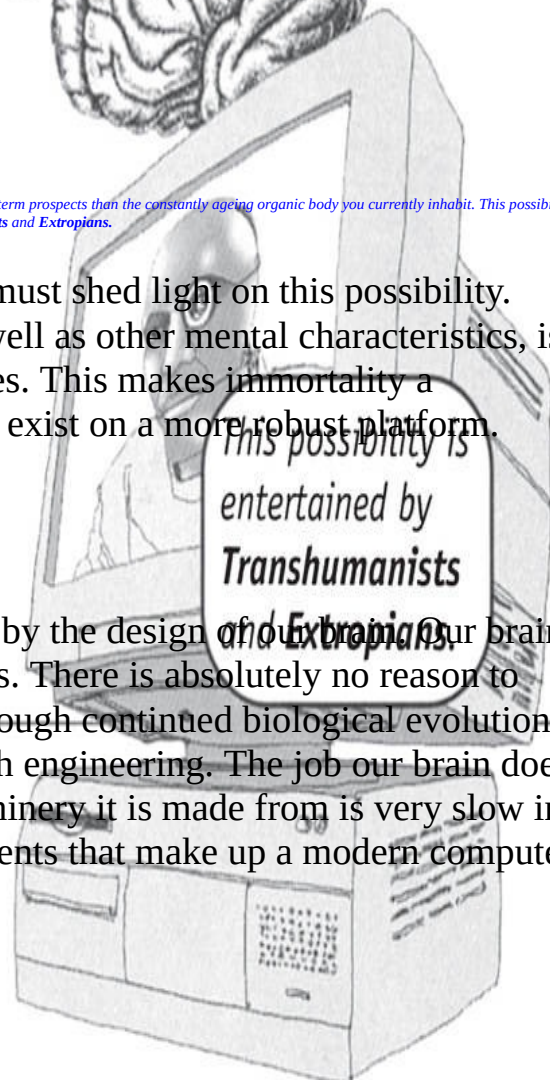 term prospects than the constantly ageing organic body you currently inhabit. This possibi
ts and Extropians.
must shed light on this possibility.
well as other mental characteristics, is
es. This makes immortality a
exist on a more robust platform.
This possibility is
entertained by
Transhumanists
and Extropians.
by the design of our brain. Our brain
s. There is absolutely no reason to
ough continued biological evolution
h engineering. The job our brain doe
hinery it is made from is very slow in
ents that make up a modern compute